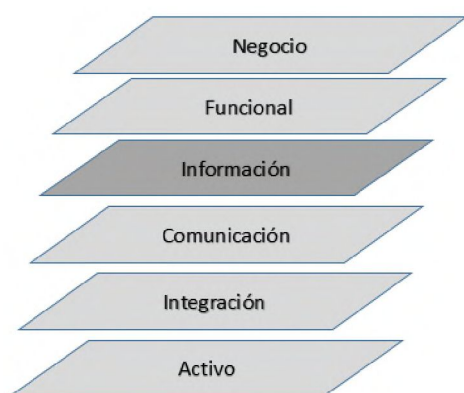 Negocio
Funcional
Información
Comunicación
Integración
Activo